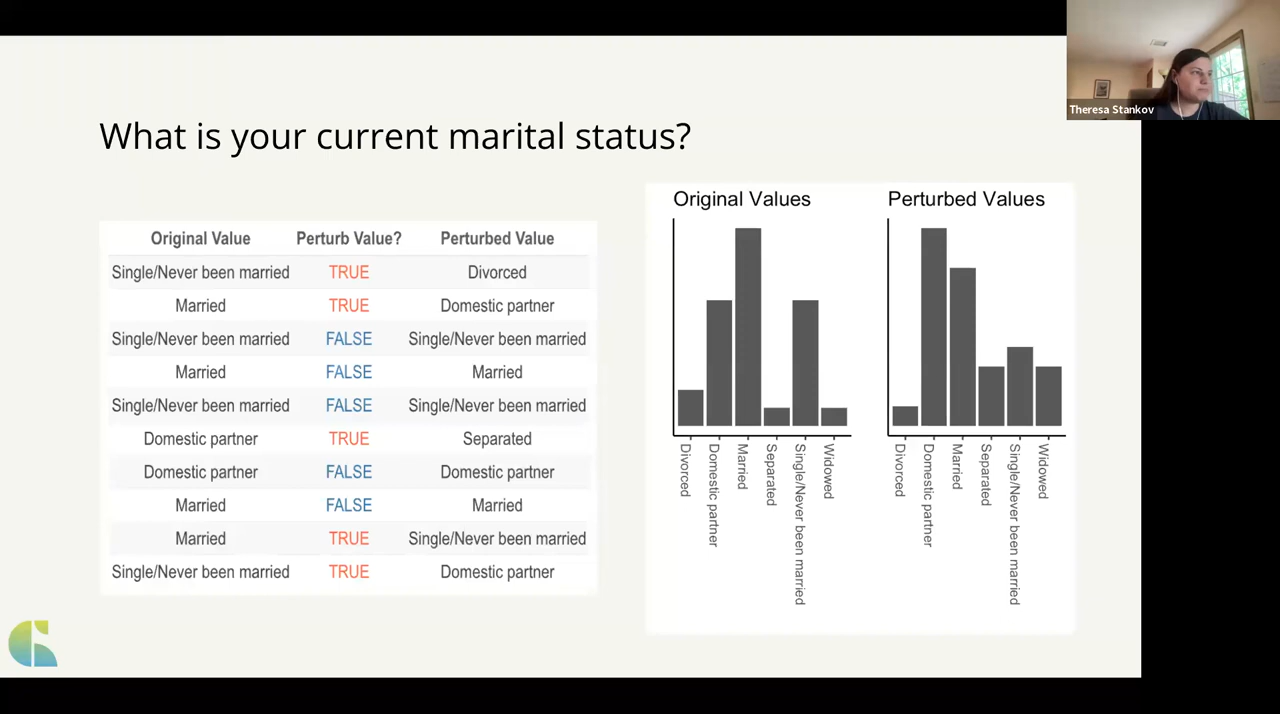 Theresa Stankov
What is your current marital status?
Original Value Perturb Value? Perturbed Value
Single/Never been married TRUE Divorced
Married TRUE Domestic partner
Single/Never been married FALSE Single/Never been married
Married FALSE Married
Single/Never been married FALSE Single/Never been married
Domestic partner TRUE Separated
Domestic partner FALSE Domestic partner
Married FALSE Married
Married TRUE Single/Never been married
Single/Never been married TRUE Domestic partner
Original Values
Divorced
Domestic partner
Married
Separated
Single/Never been married
Widowed
Perturbed Values
Divorced
Domestic partner
Married
Separated
Single/Never been married
Widowed